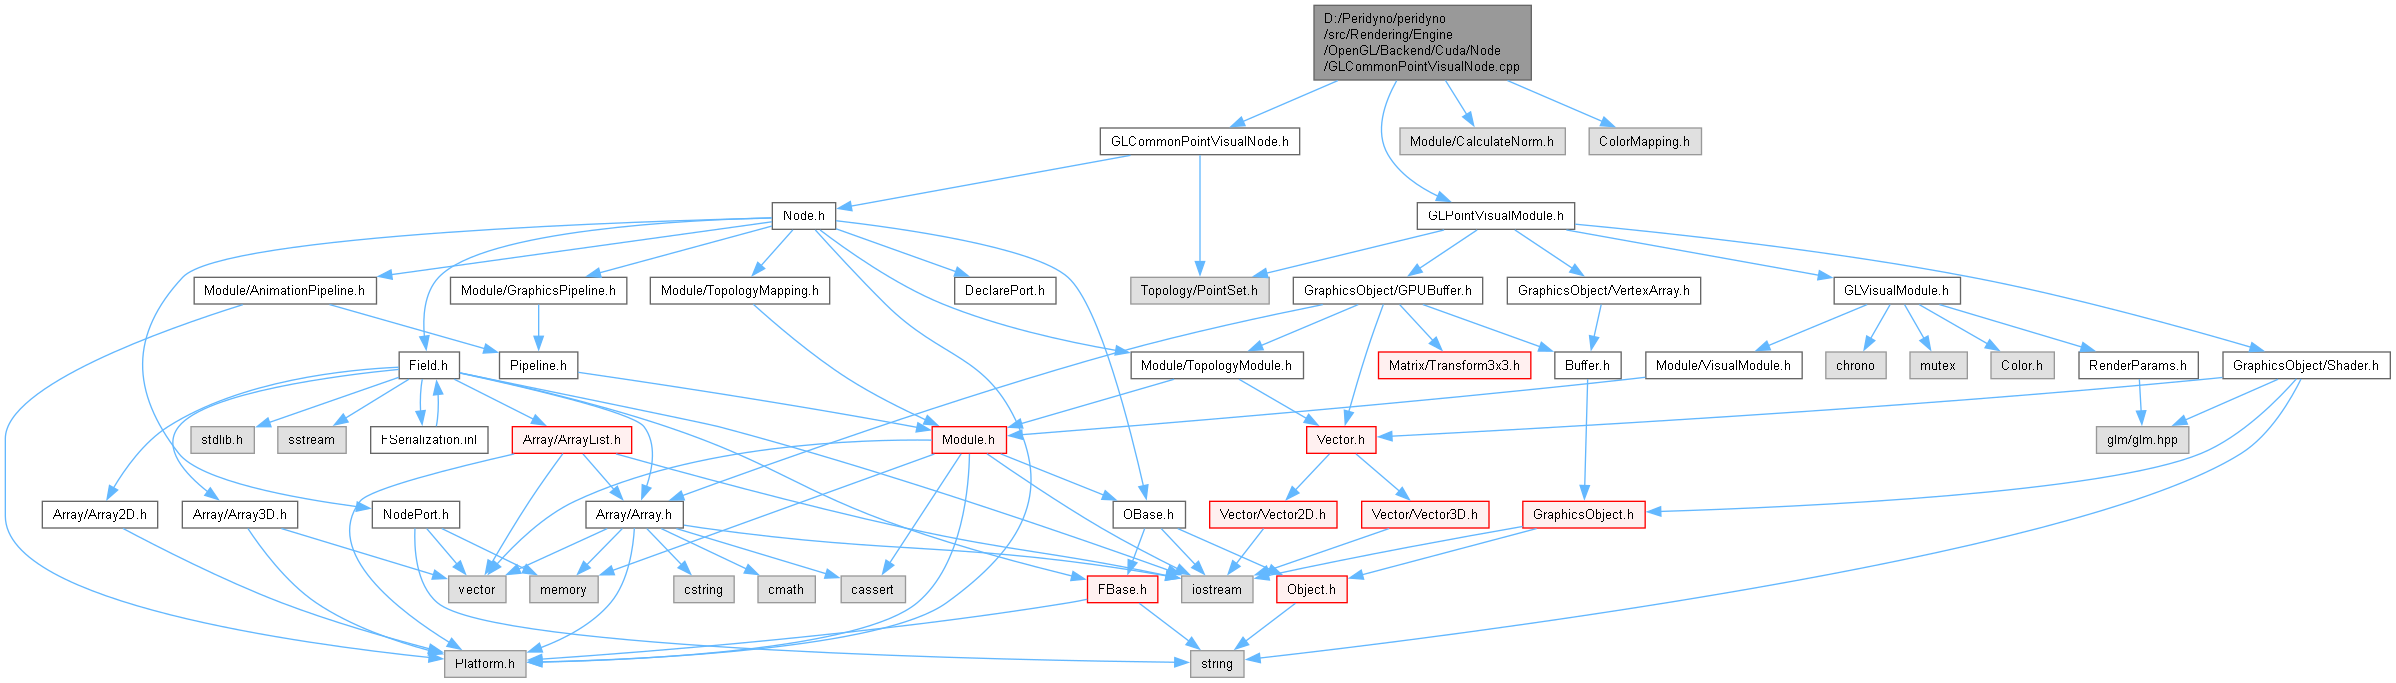 D:/Peridyno/peridyno
/src/Rendering/Engine
/OpenGL/Backend/Cuda/Node
/GLCommonPointVisualNode.cpp
GLCommonPointVisualNode.h
Module/CalculateNorm.h
ColorMapping.h
Node.h
GLPointVisualModule.h
Module/AnimationPipeline.h
Module/GraphicsPipeline.h
Module/TopologyMapping.h
DeclarePort.h
Topology/PointSet.h
GraphicsObject/GPUBuffer.h
GraphicsObject/VertexArray.h
GLVisualModule.h
Field.h
Pipeline.h
Module/TopologyModule.h
Matrix/Transform3x3.h
Buffer.h
Module/VisualModule.h
chrono
mutex
Color.h
RenderParams.h
GraphicsObject/Shader.h
stdlib.h
sstream
FSerialization.inl
Array/ArrayList.h
Module.h
Vector.h
glm/glm.hpp
Array/Array2D.h
Array/Array3D.h
NodePort.h
Array/Array.h
OBase.h
Vector/Vector2D.h
Vector/Vector3D.h
GraphicsObject.h
vector
memory
cstring
cmath
cassert
FBase.h
iostream
Object.h
Platform.h
string